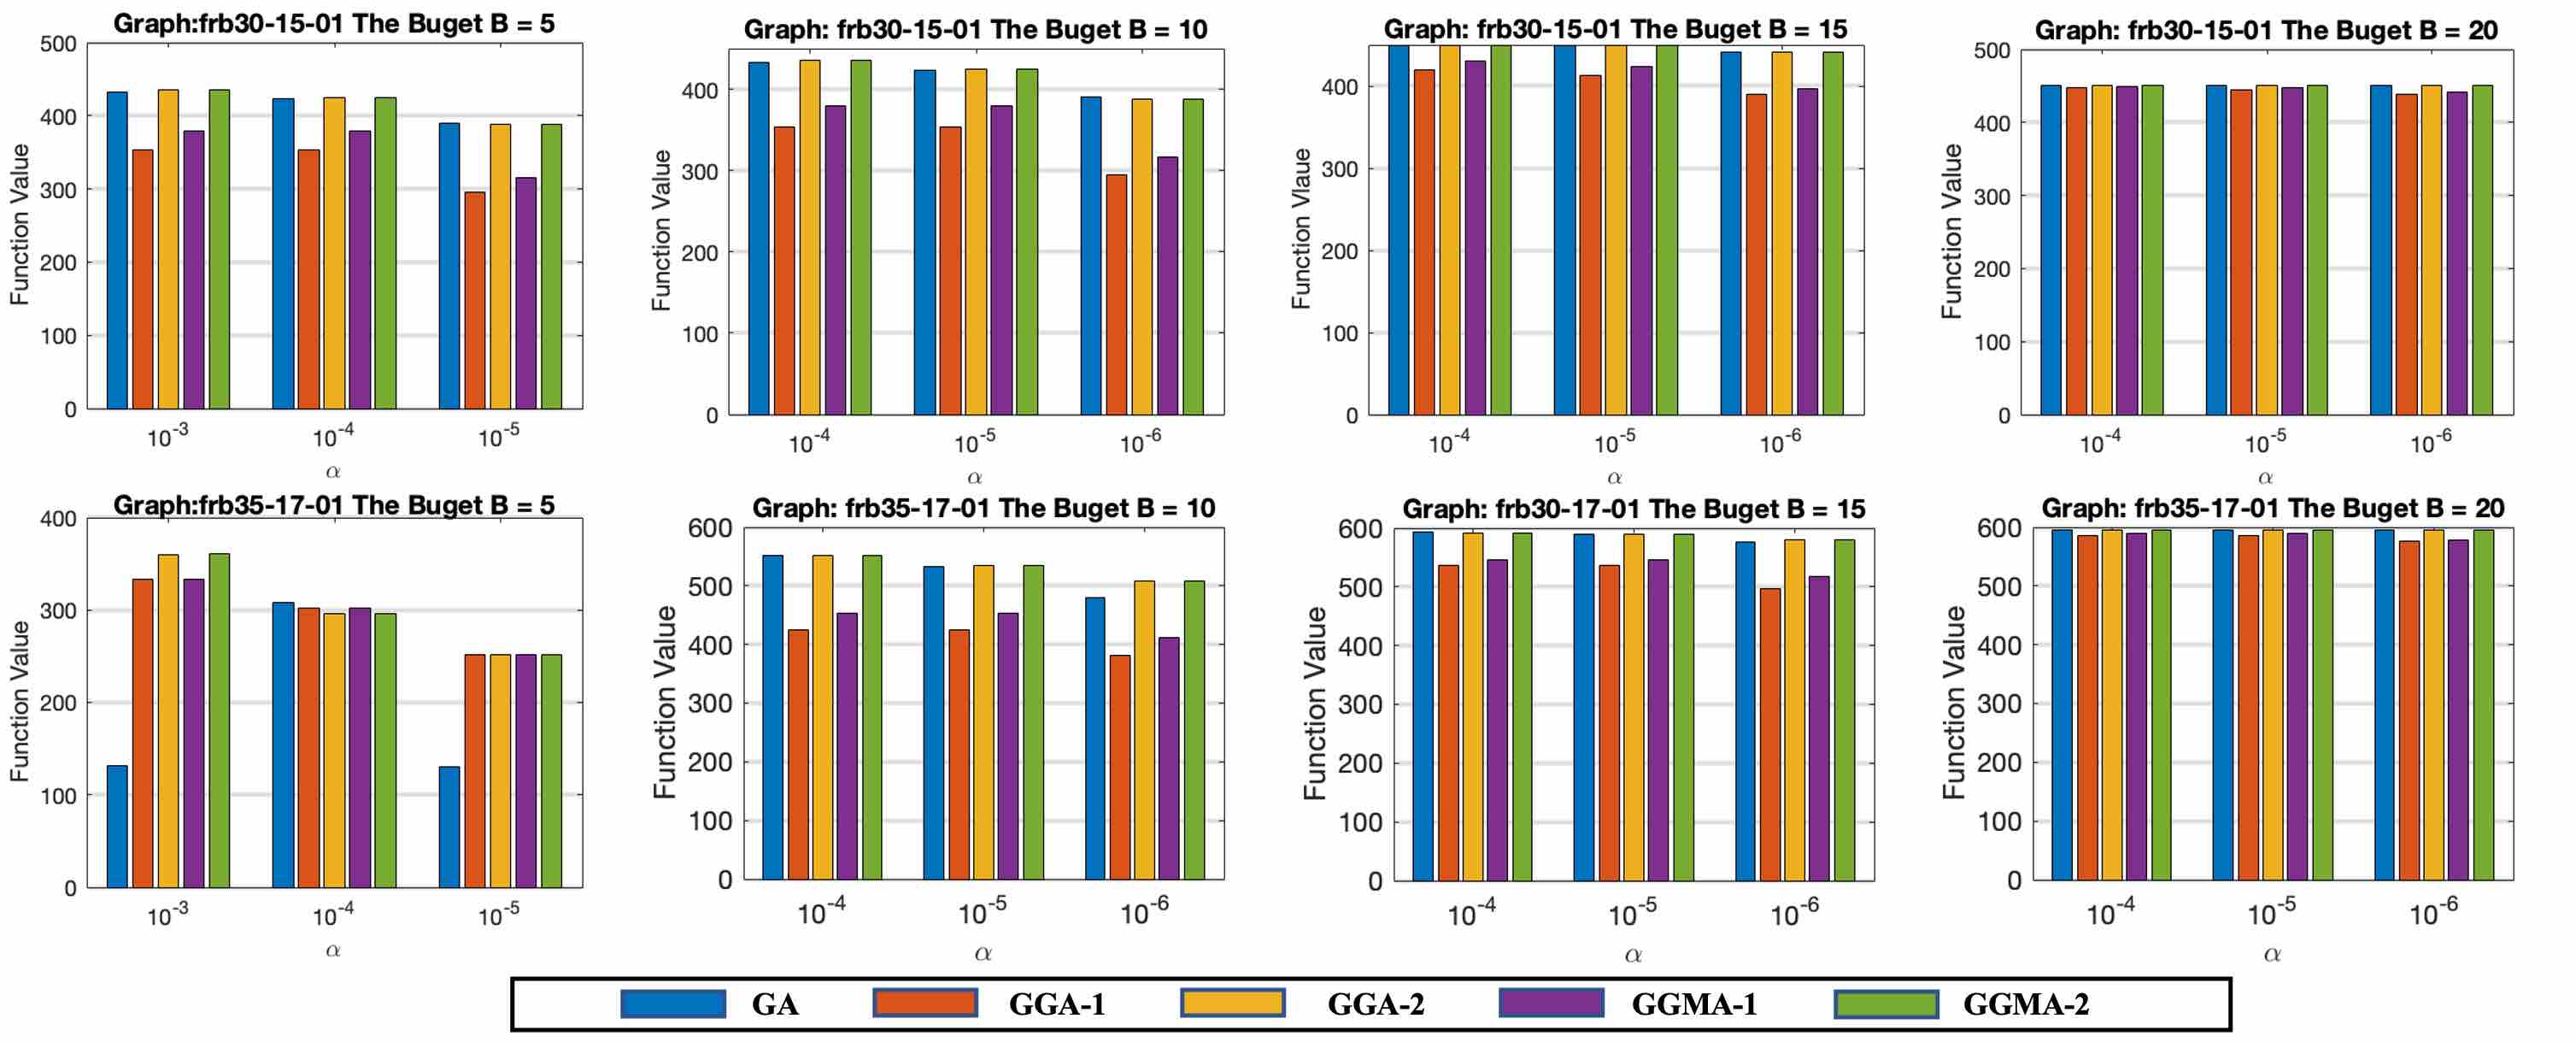 Graph:frb30-15-01 The Buget B = 5
500
400
300
200
100
0
Function Value
10-3
10-4
10-5
α
Graph: frb30-15-01 The Buget B = 10
400
300
200
100
0
Function Value
10-4
10-5
10-6
α
Graph: frb30-15-01 The Buget B = 15
400
300
200
100
0
Function Vlaue
10-4
10-5
10-6
α
Graph: frb30-15-01 The Buget B = 20
500
400
300
200
100
0
Function Value
10-4
10-5
10-6
α
Graph:frb35-17-01 The Buget B = 5
400
300
200
100
0
Function Value
10-3
10-4
10-5
α
Graph: frb35-17-01 The Buget B = 10
600
500
400
300
200
100
0
Function Value
10-4
10-5
10-6
α
Graph: frb30-17-01 The Buget B = 15
600
500
400
300
200
100
0
Function Value
10-4
10-5
10-6
α
Graph: frb35-17-01 The Buget B = 20
600
500
400
300
200
100
0
Function Value
10-4
10-5
10-6
α
GA GGA-1 GGA-2 GGMA-1 GGMA-2